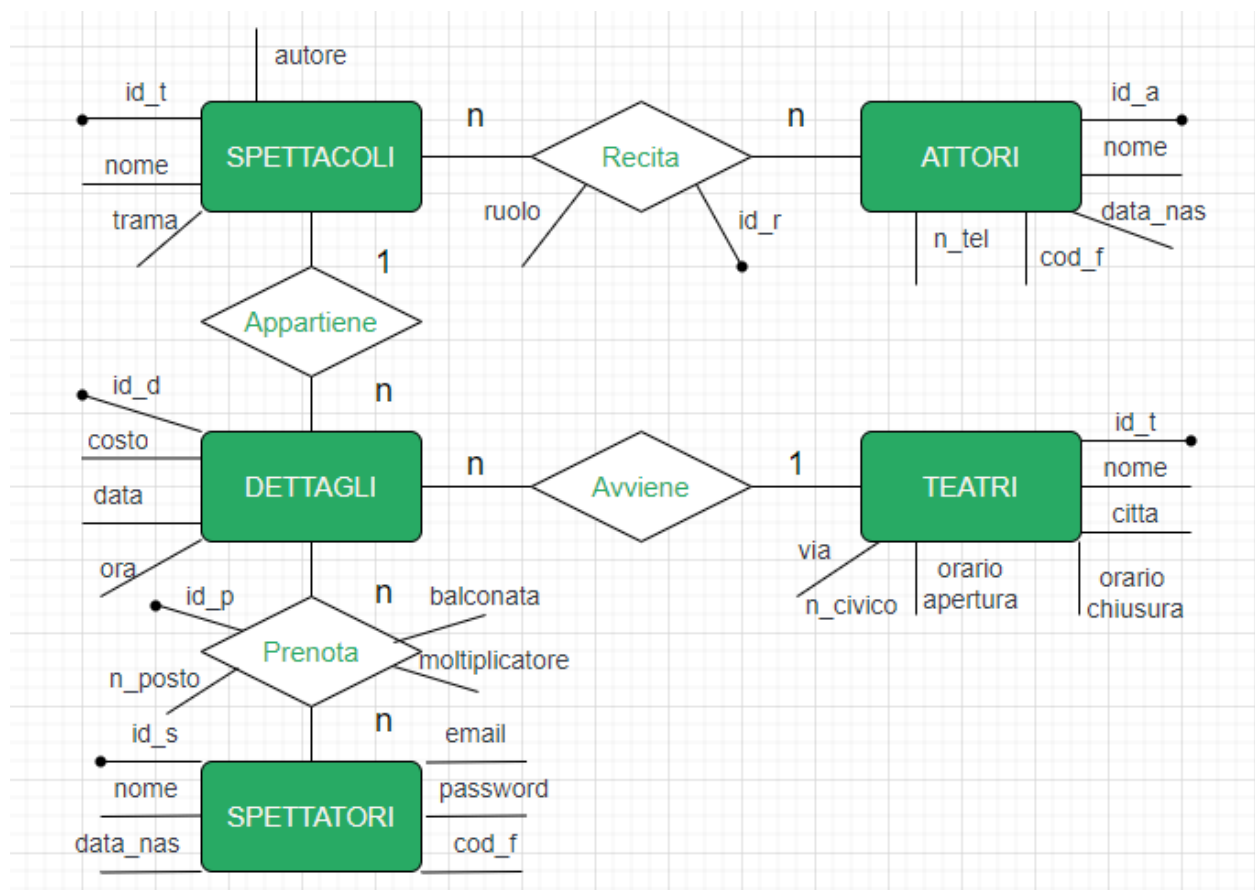 autore
id_t
nome
trama
SPETTACOLI
n
Recita
n
ruolo
id_r
ATTORI
id_a
nome
data_nas
n_tel
cod_f
1
Appartiene
n
id_d
costo
data
ora
DETTAGLI
n
Avviene
1
TEATRI
id_t
nome
citta
via
n_civico
orario
apertura
orario
chiusura
n
id_p
balconata
Prenota
moltiplicatore
n_posto
n
id_s
nome
data_nas
SPETTATORI
email
password
cod_f